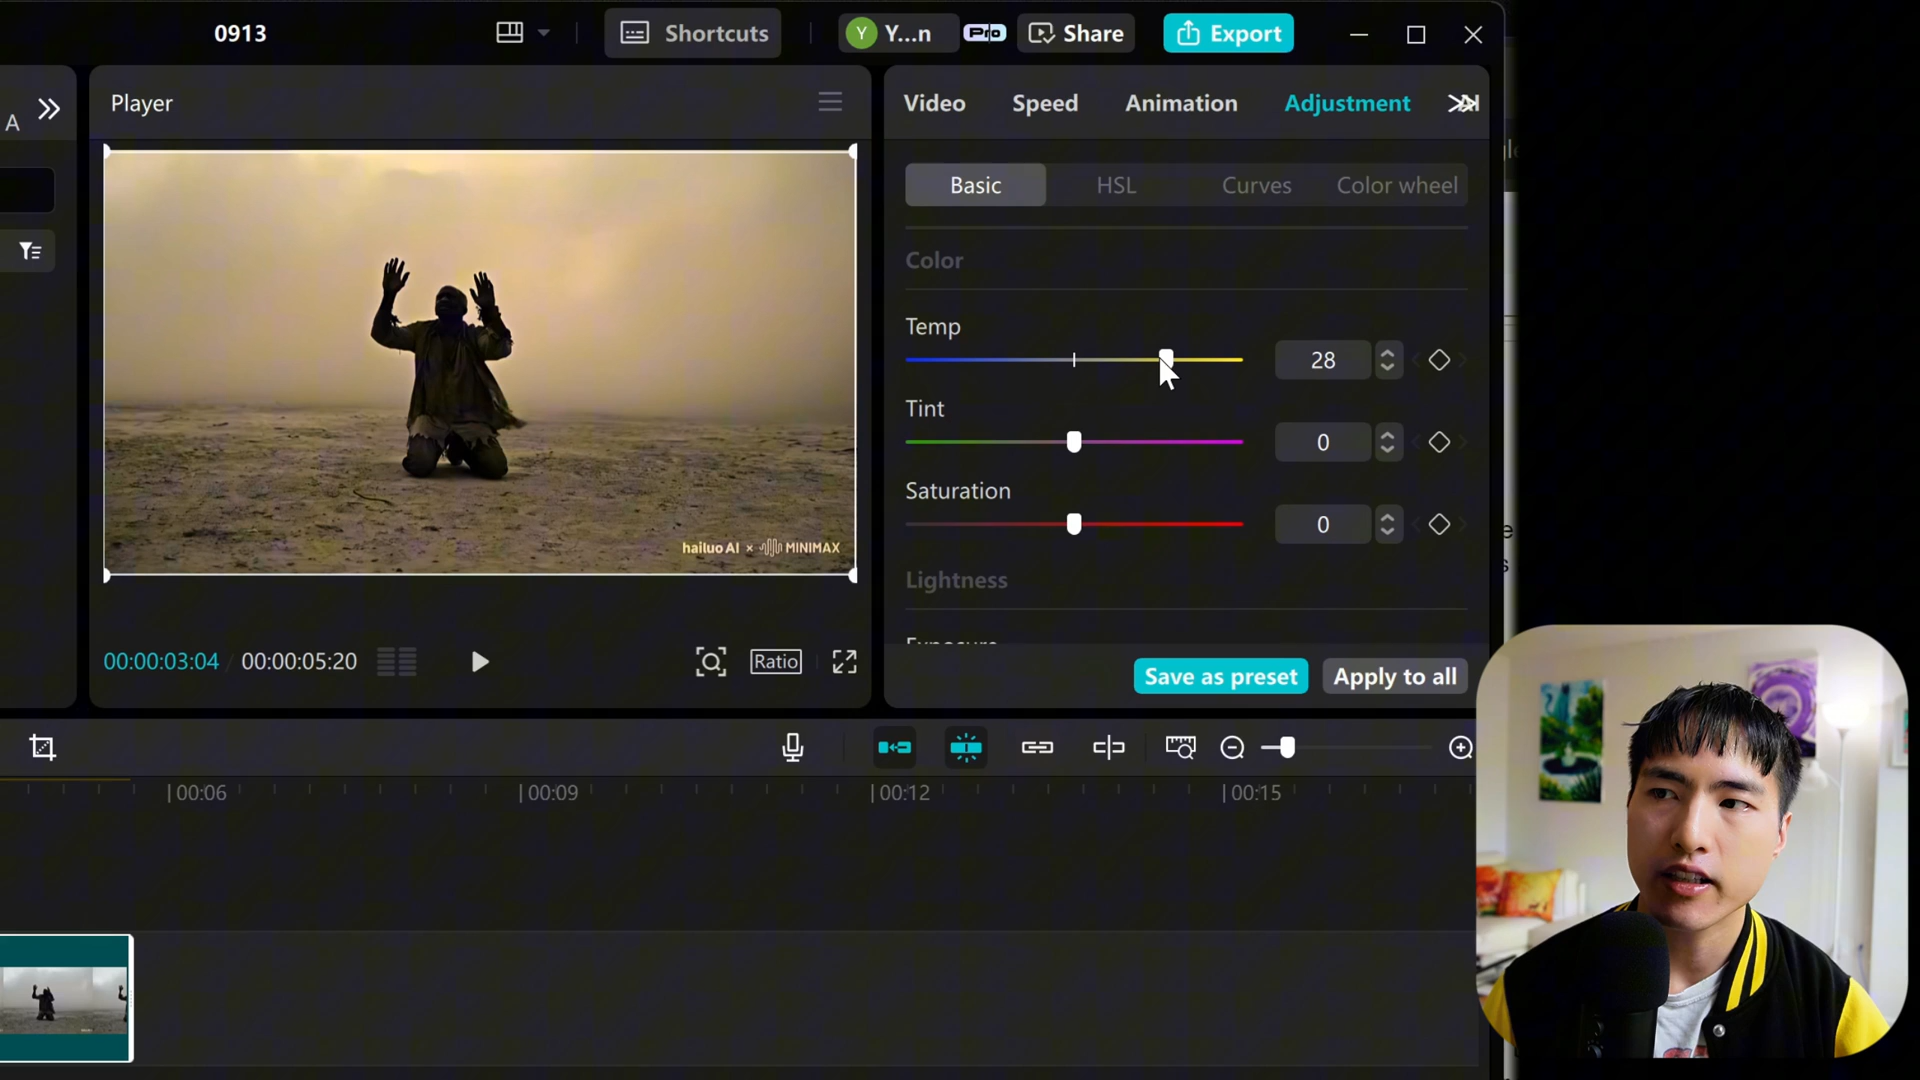 0913
Shortcuts
Y
Y...n
Pro
Share
Export
A
Player
Video
Speed
Animation
Adjustment
Basic
HSL
Curves
Color wheel
Color
Temp
28
Tint
0
Saturation
0
hailuo AI × MINIMAX
Lightness
Exposure
00:00:03:04 / 00:00:05:20
Ratio
Save as preset
Apply to all
00:06
00:09
00:12
00:15